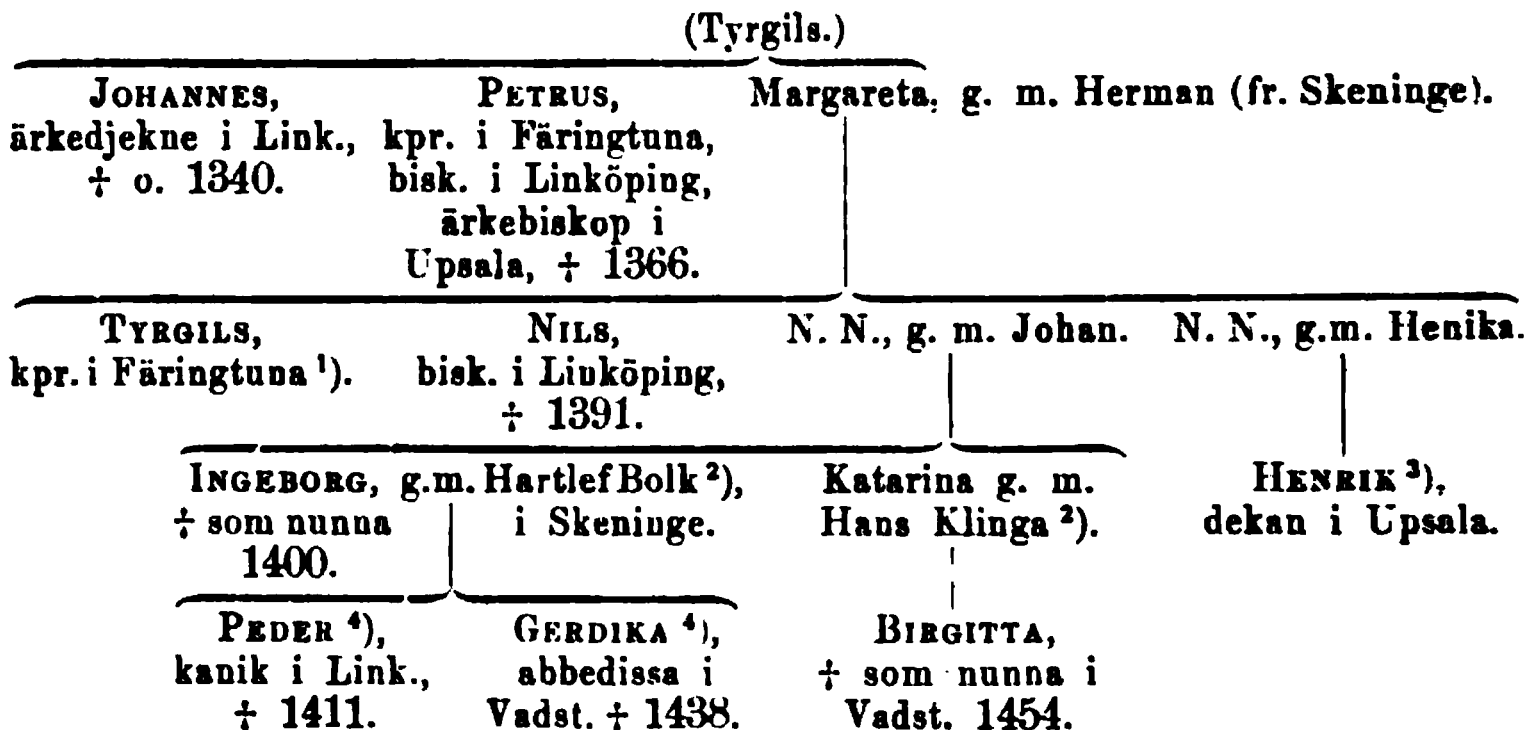 (Tyrgils.)
JOHANNES,
ärkedjekne i Link.,
† o. 1340.
PETRUS,
kpr. i Färingtuna,
bisk. i Linköping,
ärkebiskop i
Upsala, † 1366.
Margareta, g. m. Herman (fr. Skeninge).
TYRGILS,
kpr. i Färingtuna ¹).
NILS,
bisk. i Linköping,
† 1391.
N. N., g. m. Johan.
N. N., g.m. Henika.
INGEBORG, g.m. Hartlef Bolk ²),
† som nunna
1400.
i Skeninge.
Katarina g. m.
Hans Klinga ²).
HENRIK ³),
dekan i Upsala.
PEDER ⁴),
kanik i Link.,
† 1411.
GERDIKA ⁴),
abbedissa i
Vadst. † 1438.
BIRGITTA,
† som nunna i
Vadst. 1454.